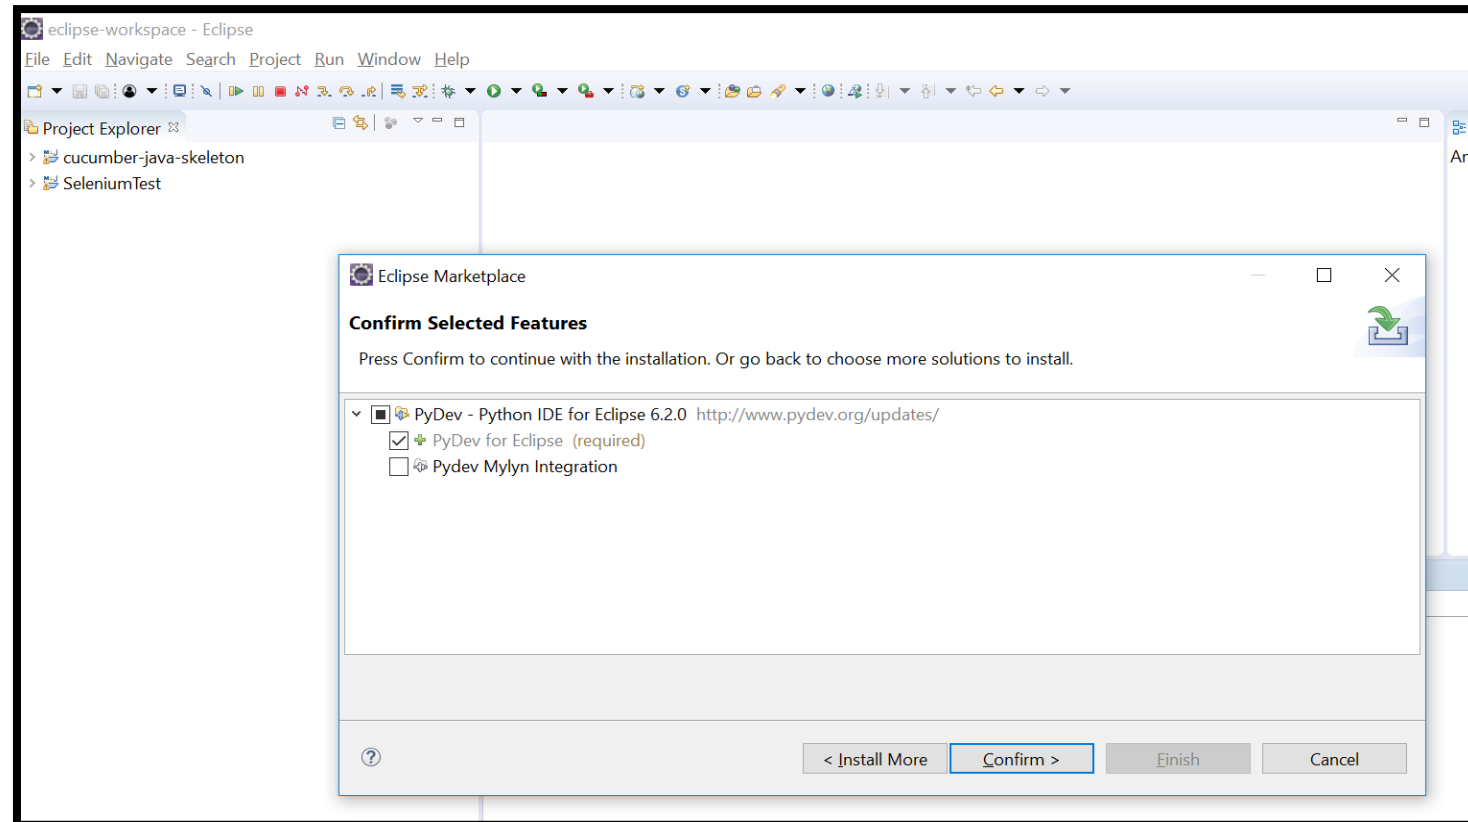 eclipse-workspace - Eclipse
File Edit Navigate Search Project Run Window Help
Project Explorer
Ar
cucumber-java-skeleton
SeleniumTest
Eclipse Marketplace
Confirm Selected Features
Press Confirm to continue with the installation. Or go back to choose more solutions to install.
PyDev - Python IDE for Eclipse 6.2.0 http://www.pydev.org/updates/
PyDev for Eclipse (required)
Pydev Mylyn Integration
< Install More
Confirm >
Finish
Cancel